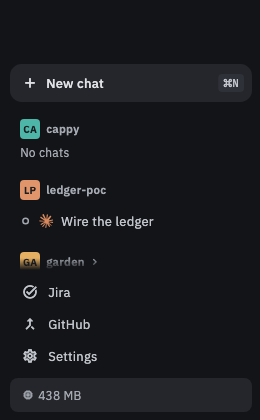 New chat ⌘N
CA cappy
No chats
LP ledger-poc
Wire the ledger
GA garden
Jira
GitHub
Settings
438 MB